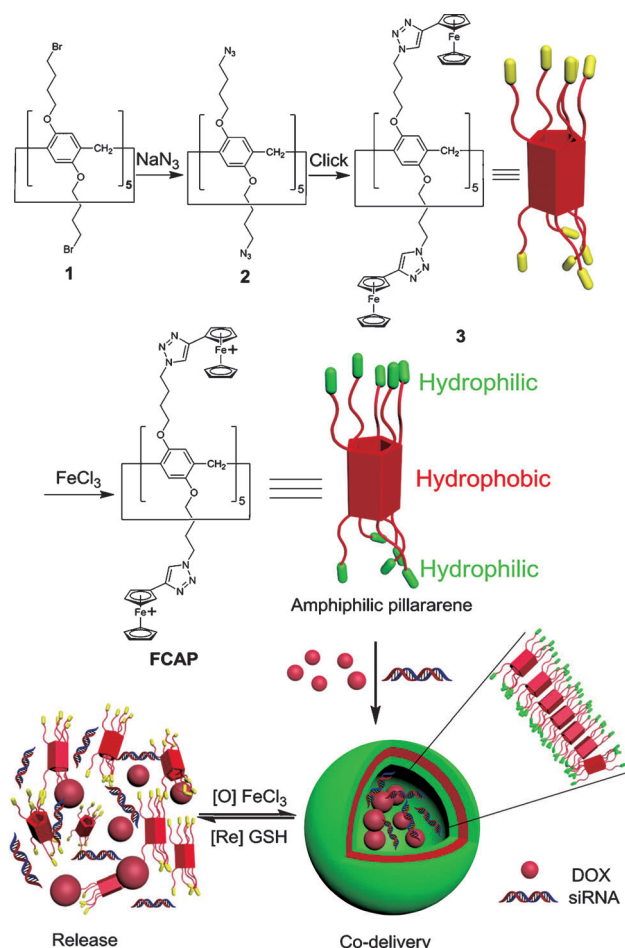 Br
O
CH2
5
O
Br
1
NaN3
N3
O
CH2
5
O
N3
2
Click
N=N
N
Fe
O
CH2
5
O
N
N
N
Fe
3
FeCl3
N
N
N
Fe+
O
CH2
5
O
N
N
N
Fe+
FCAP
Hydrophilic
Hydrophobic
Hydrophilic
Amphiphilic pillararene
[O] FeCl3
[Re] GSH
Release
Co-delivery
DOX
siRNA